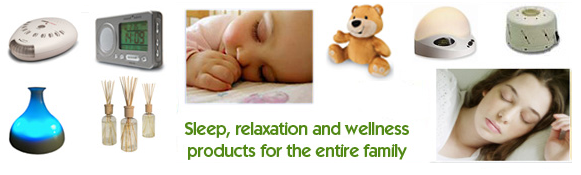 Sleep, relaxation and wellness
products for the entire family